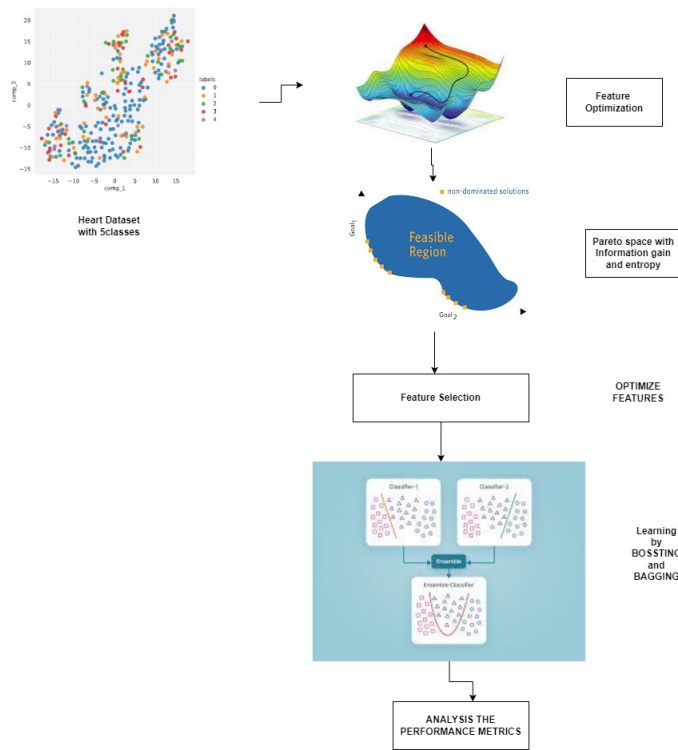 20
15
10
5
0
−5
−10
−15
comp_2
−15
−10
−5
0
5
10
15
comp_1
labels
0
1
2
3
4
Heart Dataset
with 5classes
Feature
Optimization
non-dominated solutions
Goal1
Feasible
Region
Goal2
Pareto space with
Information gain
and entropy
Feature Selection
OPTIMIZE
FEATURES
Classifier-1
Classifier-2
Ensemble
Ensemble Classifier
Learning
by
BOSSTING
and
BAGGING
ANALYSIS THE
PERFORMANCE METRICS